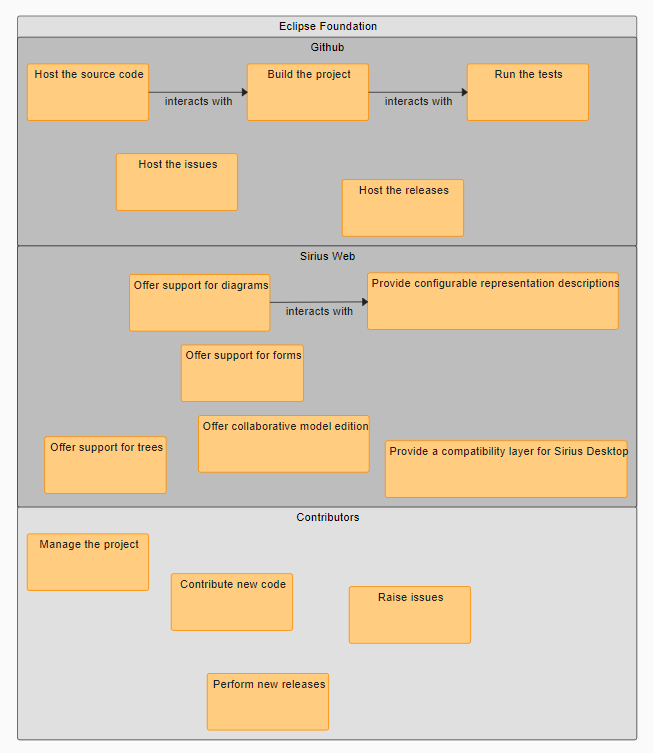 Eclipse Foundation
Github
Host the source code
Build the project
Run the tests
interacts with
interacts with
Host the issues
Host the releases
Sirius Web
Offer support for diagrams
Provide configurable representation descriptions
interacts with
Offer support for forms
Offer collaborative model edition
Offer support for trees
Provide a compatibility layer for Sirius Desktop
Contributors
Manage the project
Contribute new code
Raise issues
Perform new releases